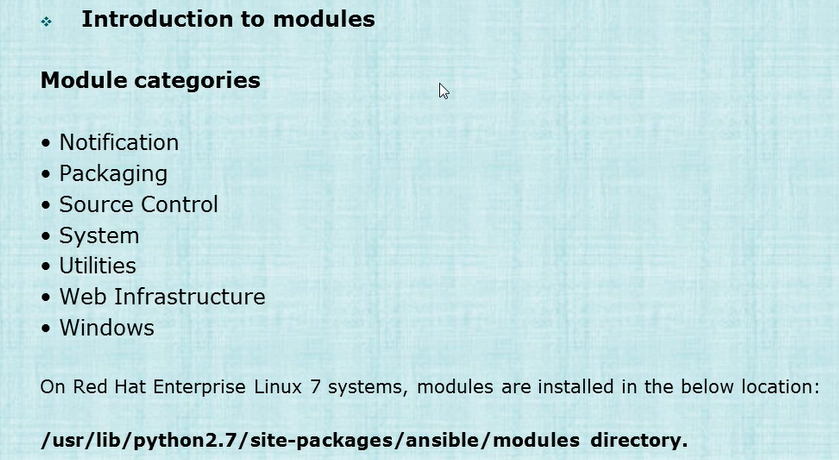 ❖ Introduction to modules
Module categories
• Notification
• Packaging
• Source Control
• System
• Utilities
• Web Infrastructure
• Windows
On Red Hat Enterprise Linux 7 systems, modules are installed in the below location:
/usr/lib/python2.7/site-packages/ansible/modules directory.